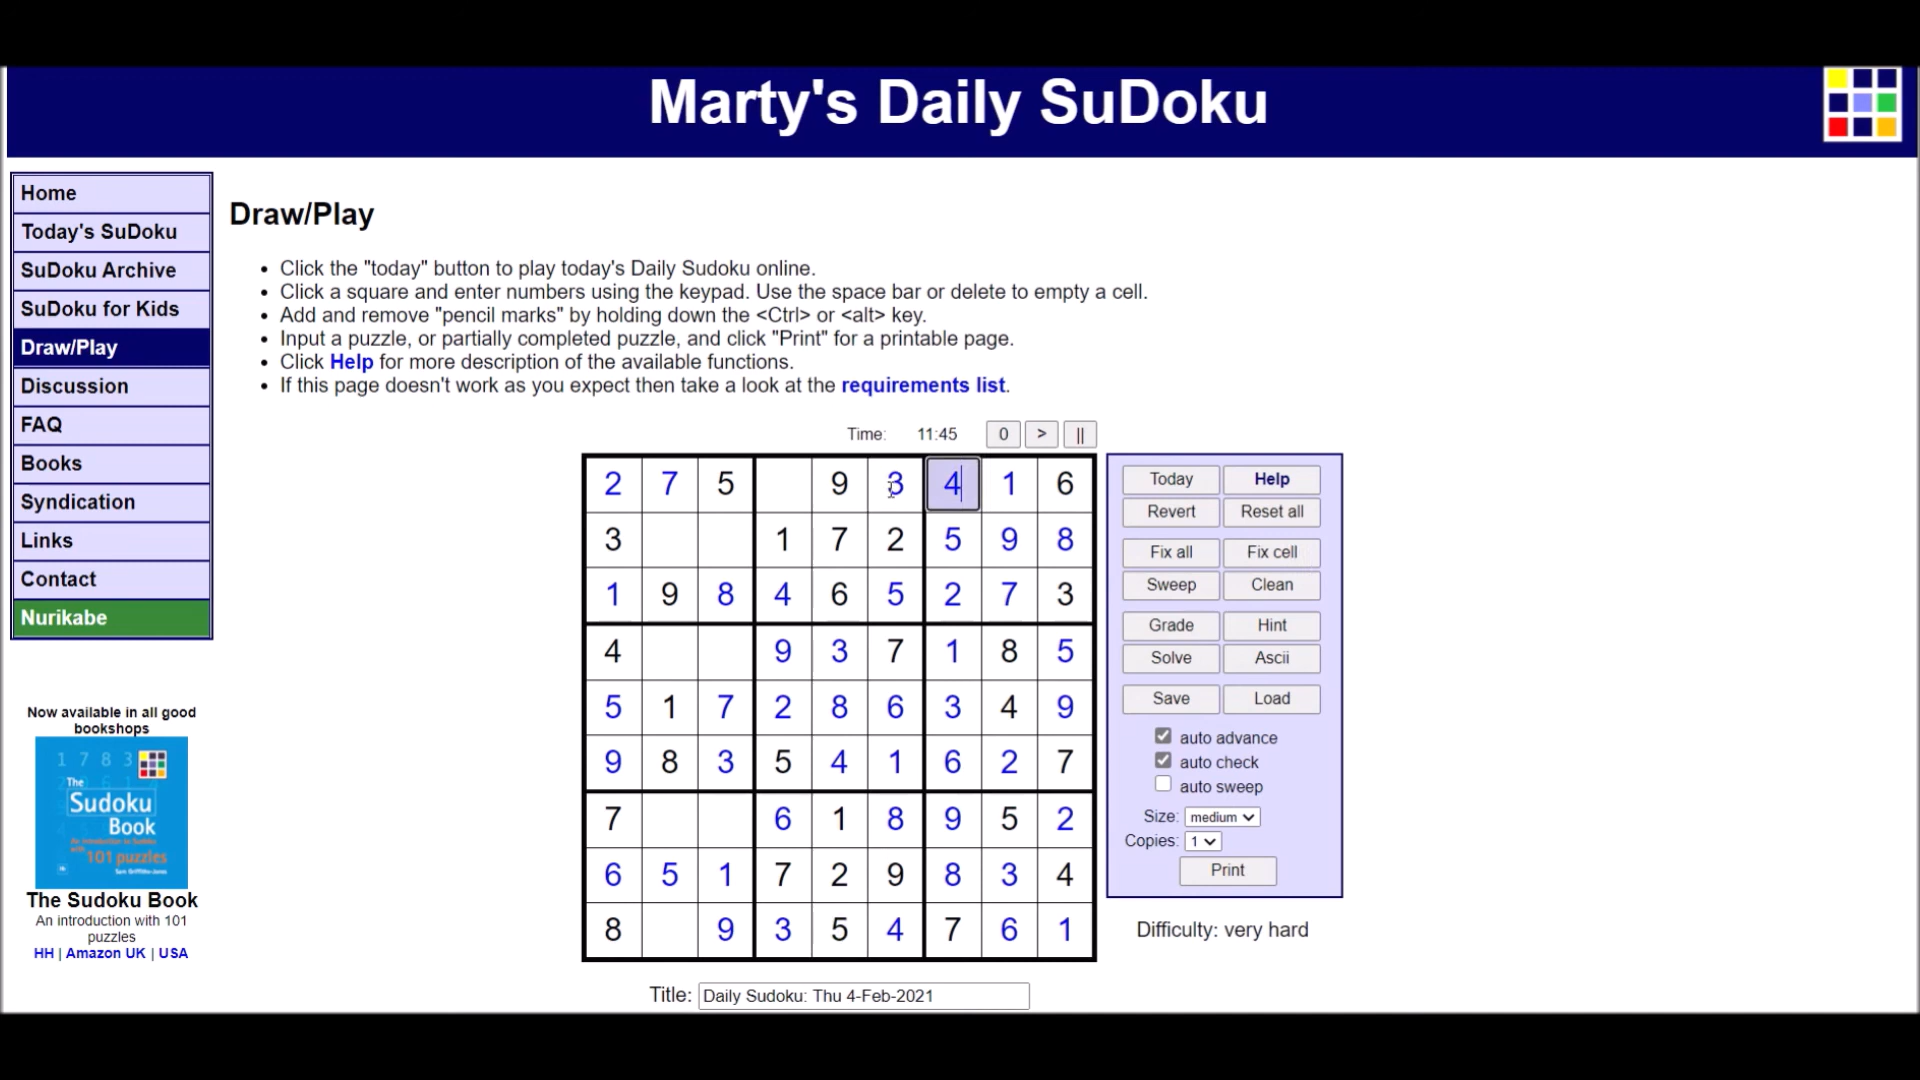 Marty's Daily SuDoku
Home
Today's SuDoku
SuDoku Archive
SuDoku for Kids
Draw/Play
Discussion
FAQ
Books
Syndication
Links
Contact
Nurikabe
Now available in all good
bookshops
The
Sudoku
Book
101 puzzles
The Sudoku Book
An introduction with 101
puzzles
HH | Amazon UK | USA
Draw/Play
• Click the "today" button to play today's Daily Sudoku online.
• Click a square and enter numbers using the keypad. Use the space bar or delete to empty a cell.
• Add and remove "pencil marks" by holding down the <Ctrl> or <alt> key.
• Input a puzzle, or partially completed puzzle, and click "Print" for a printable page.
• Click Help for more description of the available functions.
• If this page doesn't work as you expect then take a look at the requirements list.
Time: 11:45 0 > ||
2 7 5 9 3 4 1 6
3 1 7 2 5 9 8
1 9 8 4 6 5 2 7 3
4 9 3 7 1 8 5
5 1 7 2 8 6 3 4 9
9 8 3 5 4 1 6 2 7
7 6 1 8 9 5 2
6 5 1 7 2 9 8 3 4
8 9 3 5 4 7 6 1
Title: Daily Sudoku: Thu 4-Feb-2021
Today Help
Revert Reset all
Fix all Fix cell
Sweep Clean
Grade Hint
Solve Ascii
Save Load
auto advance
auto check
auto sweep
Size: medium
Copies: 1
Print
Difficulty: very hard